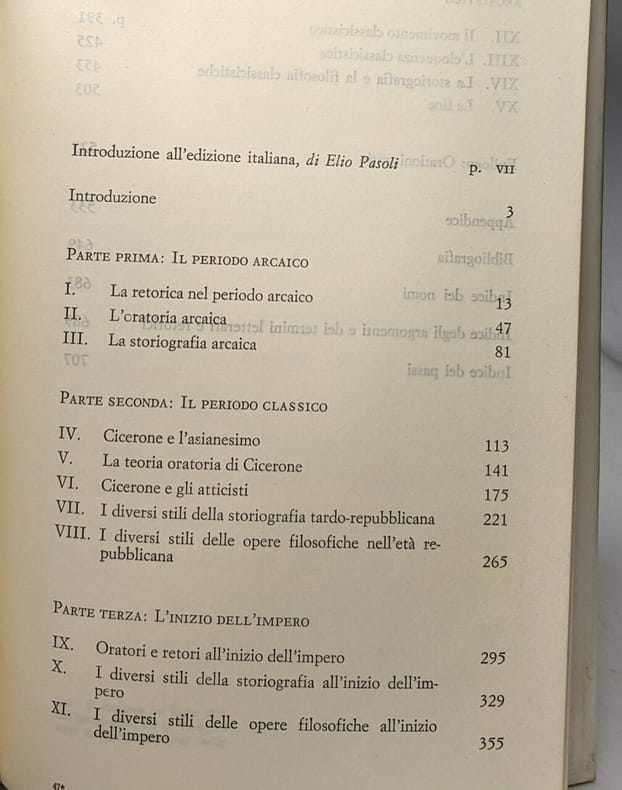 Introduzione all'edizione italiana, di Elio Pasoli p. VII
Introduzione 3
PARTE PRIMA: IL PERIODO ARCAICO
I. La retorica nel periodo arcaico 13
II. L'oratoria arcaica 47
III. La storiografia arcaica 81
PARTE SECONDA: IL PERIODO CLASSICO
IV. Cicerone e l'asianesimo 113
V. La teoria oratoria di Cicerone 141
VI. Cicerone e gli atticisti 175
VII. I diversi stili della storiografia tardo-repubblicana 221
VIII. I diversi stili delle opere filosofiche nell'età re-
pubblicana 265
PARTE TERZA: L'INIZIO DELL'IMPERO
IX. Oratori e retori all'inizio dell'impero 295
X. I diversi stili della storiografia all'inizio dell'im-
pero 329
XI. I diversi stili delle opere filosofiche all'inizio
dell'impero 355
47*